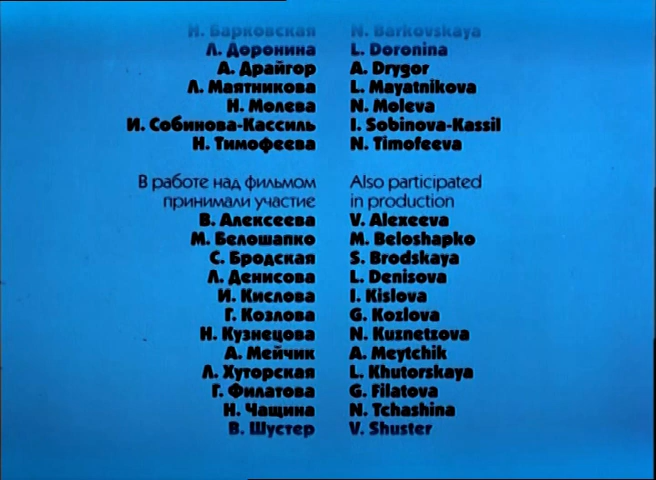 Н. Барковская N. Barkovskaya
Л. Доронина L. Doronina
А. Драйгор A. Drygor
Л. Маятникова L. Mayatnikova
Н. Молева N. Moleva
И. Собинова-Кассиль I. Sobinova-Kassil
Н. Тимофеева N. Timofeeva
В работе над фильмом Also participated
принимали участие in production
В. Алексеева V. Alexeeva
М. Белошапко M. Beloshapko
С. Бродская S. Brodskaya
Л. Денисова L. Denisova
И. Кислова I. Kislova
Г. Козлова G. Kozlova
Н. Кузнецова N. Kuznetzova
А. Мейчик A. Meytchik
Л. Хуторская L. Khutorskaya
Г. Филатова G. Filatova
Н. Чащина N. Tchashina
В. Шустер V. Shuster